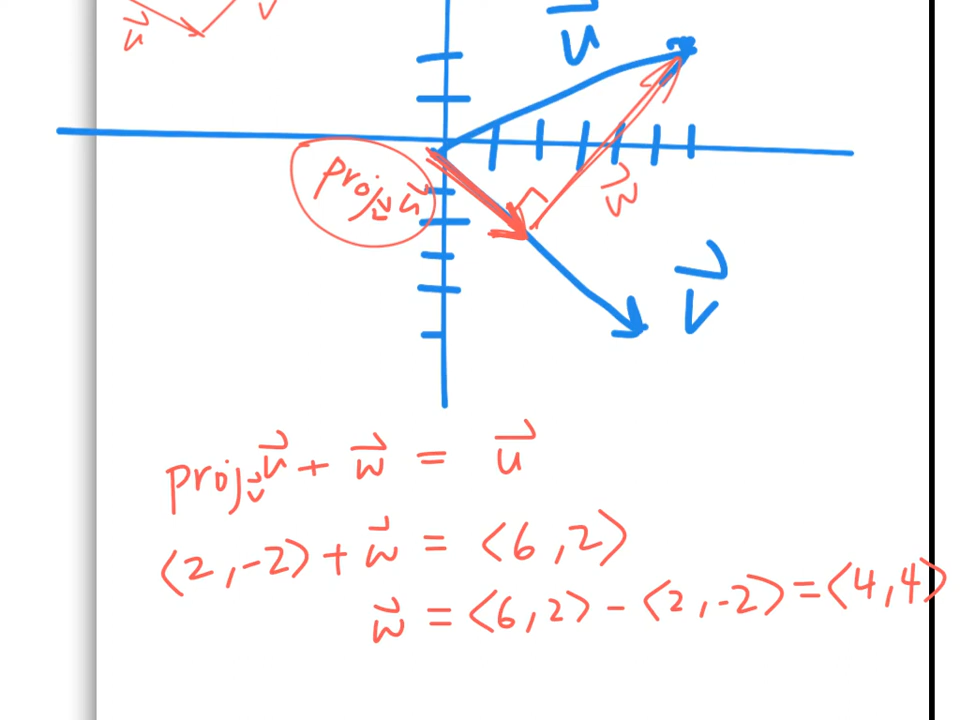 u⃗ v⃗
u⃗
proj_v⃗ u⃗
w⃗
v⃗
proj_v⃗ u⃗ + w⃗ = u⃗
⟨2,-2⟩ + w⃗ = ⟨6,2⟩
w⃗ = ⟨6,2⟩ - ⟨2,-2⟩ = ⟨4,4⟩